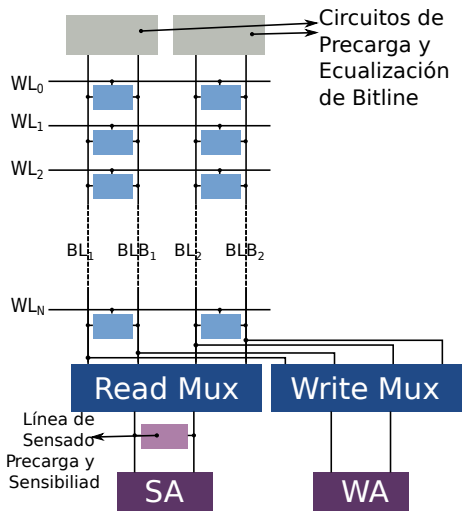 Circuitos de
Precarga y
Ecualización
de Bitline
WL0
WL1
WL2
BL1 BLB1 BL2 BLB2
WLN
Read Mux Write Mux
Línea de
Sensado
Precarga y
Sensibiliad
SA WA